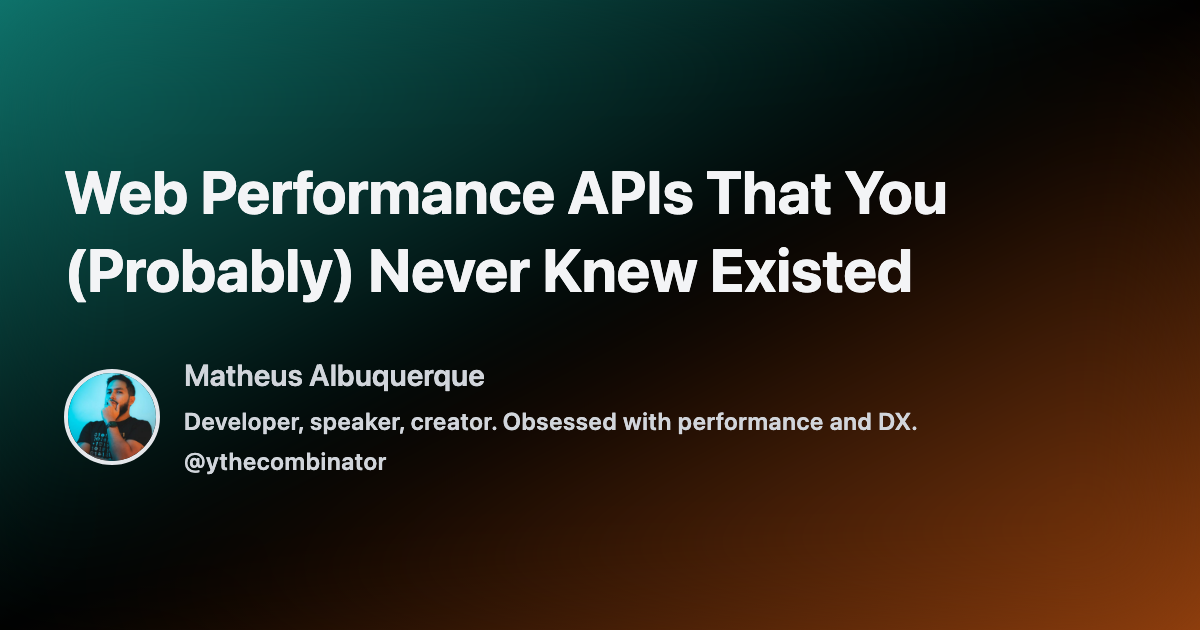 Web Performance APIs That You
(Probably) Never Knew Existed
Matheus Albuquerque
Developer, speaker, creator. Obsessed with performance and DX.
@ythecombinator